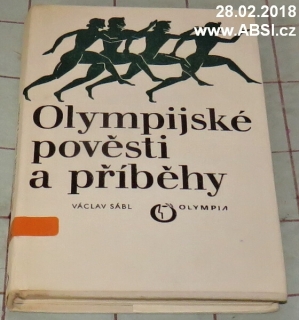 28.02.2018
www.ABSI.cz
Olympijské
pověsti
a příběhy
VÁCLAV SÁBL OLYMPIA